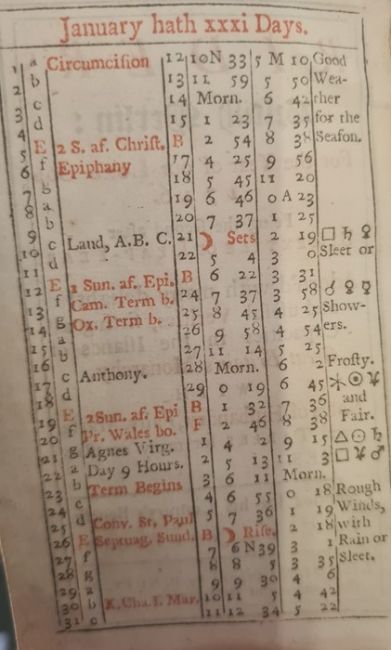 January hath xxxi Days.
1 a Circumciſion 12 10N 33 5 M 10 Good
2 b 13 11 59 5 50 Wea-
3 c 14 Morn. 6 42 ther
4 d 15 1 23 7 35 for the
5 E 2 S. af. Chriſt. B 2 54 8 38 Seaſon.
6 f Epiphany 17 4 25 9 56
7 18 5 45 11 20
8 a 19 6 46 0 A 23
9 b 20 7 37 1 25
10 c Laud, A. B. C. 21 ☽ Sets 2 19 □ ♄ ♀
11 d 22 5 4 3 0 Sleet or
12 E 1 Sun. af. Epi. B 6 22 3 31
13 f Cam. Term b. 24 7 37 3 58 ☌ ♀ ☿
14 g Ox. Term b. 25 8 45 4 25 Show-
15 a 26 9 58 4 54 ers.
16 b 27 11 14 5 25
17 c Anthony. 28 Morn. 6 2 Froſty.
18 d 29 0 19 6 45 ⚹ ☉ ♃
19 E 2Sun. af. Epi B 1 32 7 36 and
20 f Pr. Wales bo. F 2 46 8 38 Fair.
21 g Agnes Virg. 1 4 2 9 15 △ ☉ ♄
22 a Day 9 Hours. 2 5 13 11 3 □ ♃ ♂
23 b Term Begins 3 6 11 Morn.
24 c 4 6 55 0 18 Rough
25 d Conv. St. Paul 5 7 36 1 19 Winds,
26 E Septuag. Sund. B ☽ Riſe. 2 18 with
27 f 7 6 N39 3 1 Rain or
28 g 8 8 5 3 35 Sleet.
29 a 9 9 30 4 6
30 b K. Cha. I. Mar. 10 11 5 4 42
31 c 11 12 34 5 22